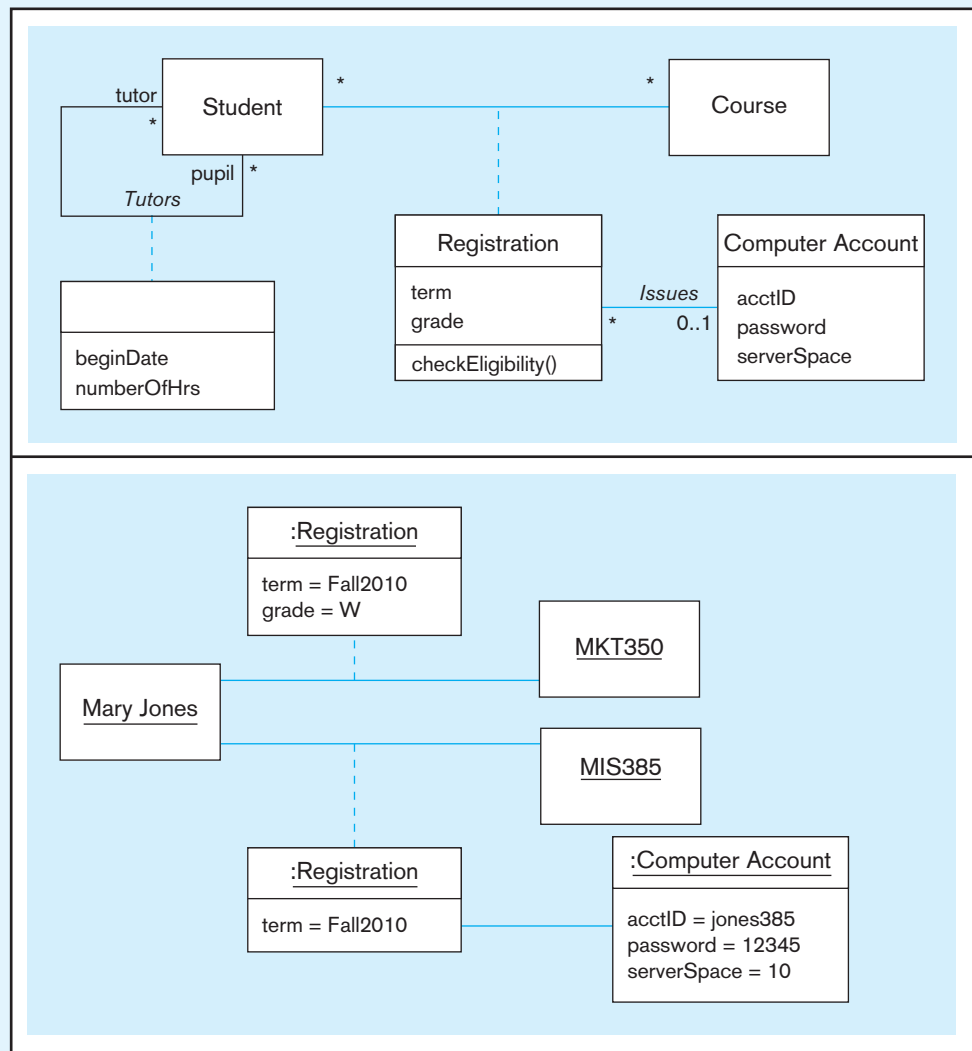 Student
Course
tutor
*
*
*
pupil
*
Tutors
beginDate
numberOfHrs
Registration
term
grade
checkEligibility()
Issues
*
0..1
Computer Account
acctID
password
serverSpace
:Registration
term = Fall2010
grade = W
MKT350
Mary Jones
MIS385
:Registration
term = Fall2010
:Computer Account
acctID = jones385
password = 12345
serverSpace = 10